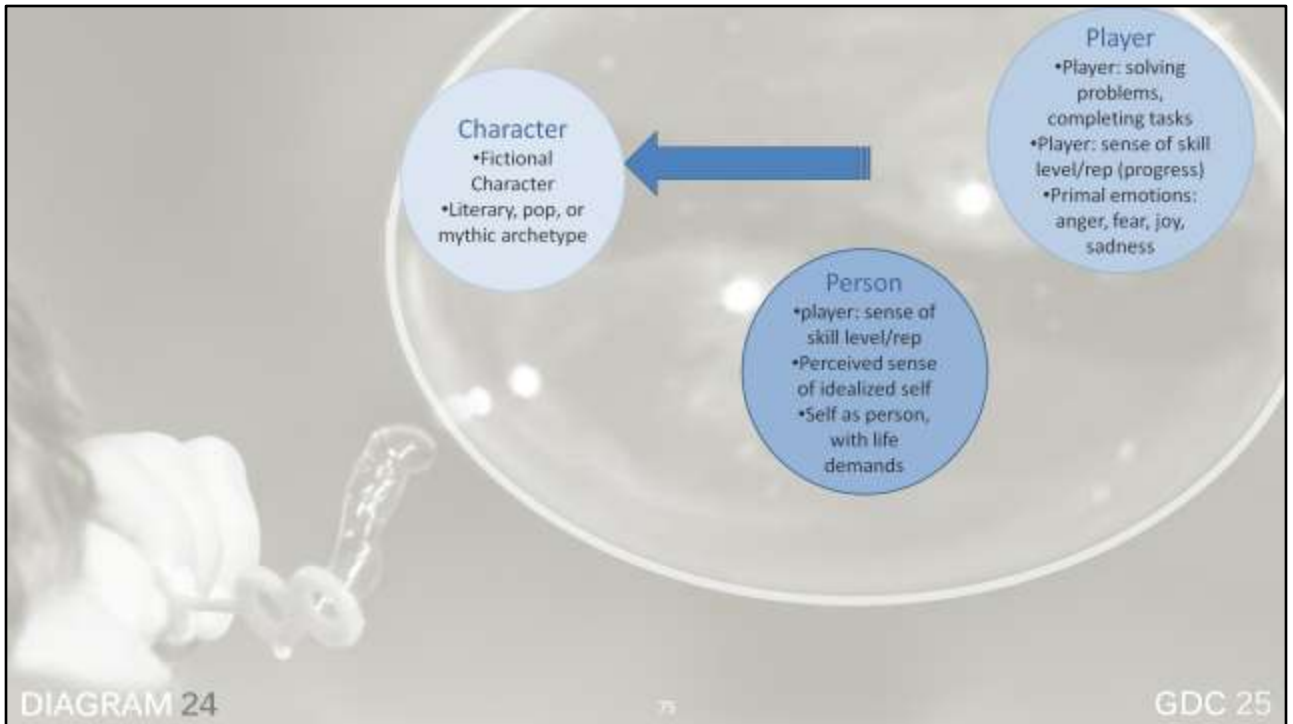 Player
•Player: solving
problems,
completing tasks
•Player: sense of skill
level/rep (progress)
•Primal emotions:
anger, fear, joy,
sadness
Character
•Fictional
Character
•Literary, pop, or
mythic archetype
Person
•player: sense of
skill level/rep
•Perceived sense
of idealized self
•Self as person,
with life
demands
DIAGRAM 24
75
GDC 25